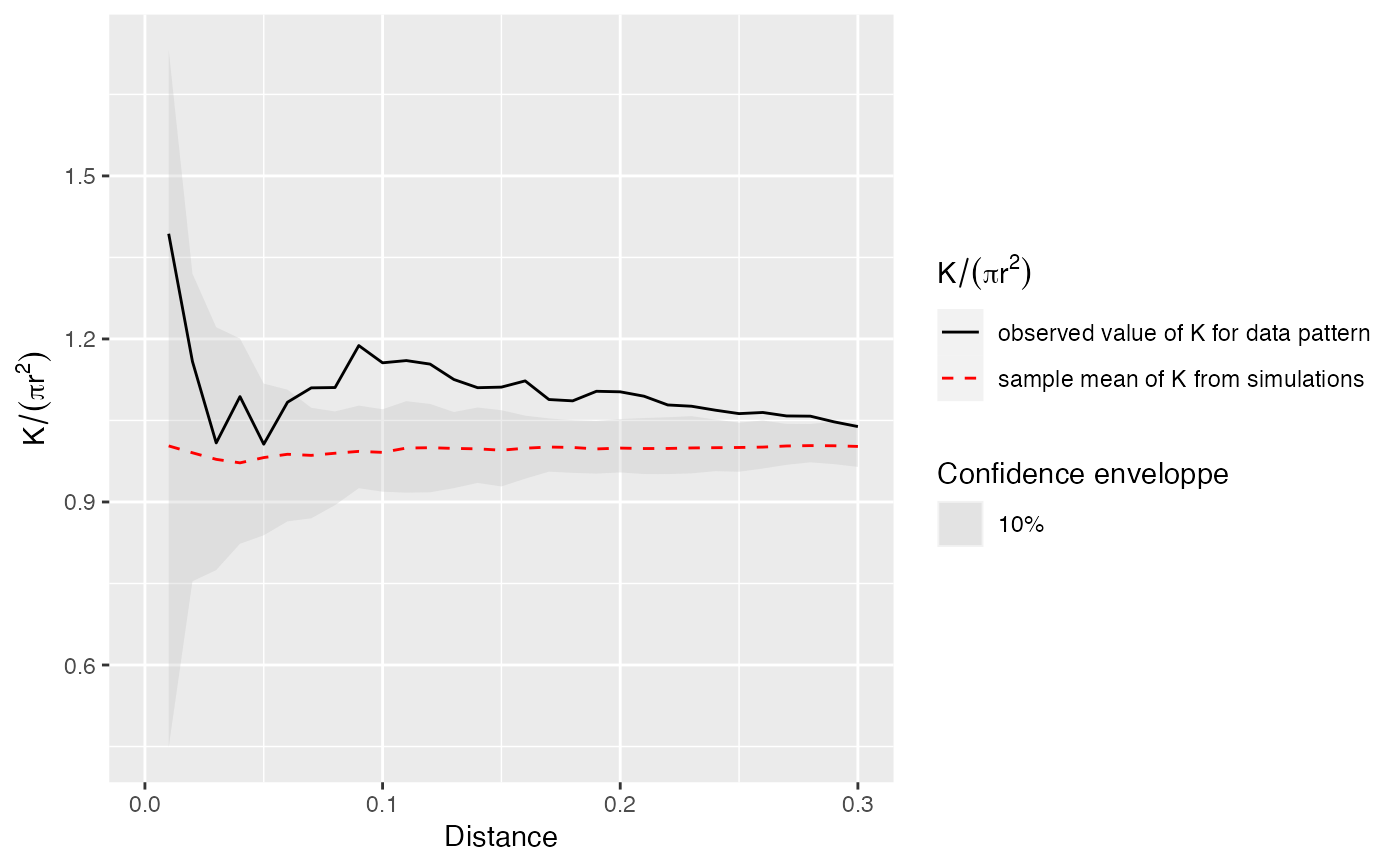 K/(πr²)
1.5
1.2
0.9
0.6
0.0
0.1
0.2
0.3
Distance
K/(πr²)
observed value of K for data pattern
sample mean of K from simulations
Confidence enveloppe
10%